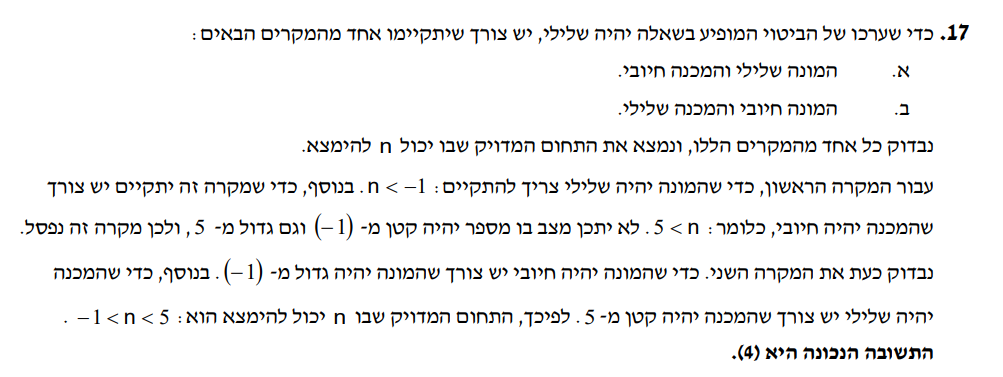 17. כדי שערכו של הביטוי המופיע בשאלה יהיה שלילי, יש צורך שיתקיימו אחד מהמקרים הבאים:
א. המונה שלילי והמכנה חיובי.
ב. המונה חיובי והמכנה שלילי.
נבדוק כל אחד מהמקרים הללו, ונמצא את התחום המדויק שבו יכול n להימצא.
עבור המקרה הראשון, כדי שהמונה יהיה שלילי צריך להתקיים: n < −1. בנוסף, כדי שמקרה זה יתקיים יש צורך
שהמכנה יהיה חיובי, כלומר: 5 < n. לא יתכן מצב בו מספר יהיה קטן מ- (−1) וגם גדול מ- 5, ולכן מקרה זה נפסל.
נבדוק כעת את המקרה השני. כדי שהמונה יהיה חיובי יש צורך שהמונה יהיה גדול מ- (−1). בנוסף, כדי שהמכנה
יהיה שלילי יש צורך שהמכנה יהיה קטן מ- 5. לפיכך, התחום המדויק שבו n יכול להימצא הוא: −1 < n < 5.
התשובה הנכונה היא (4).